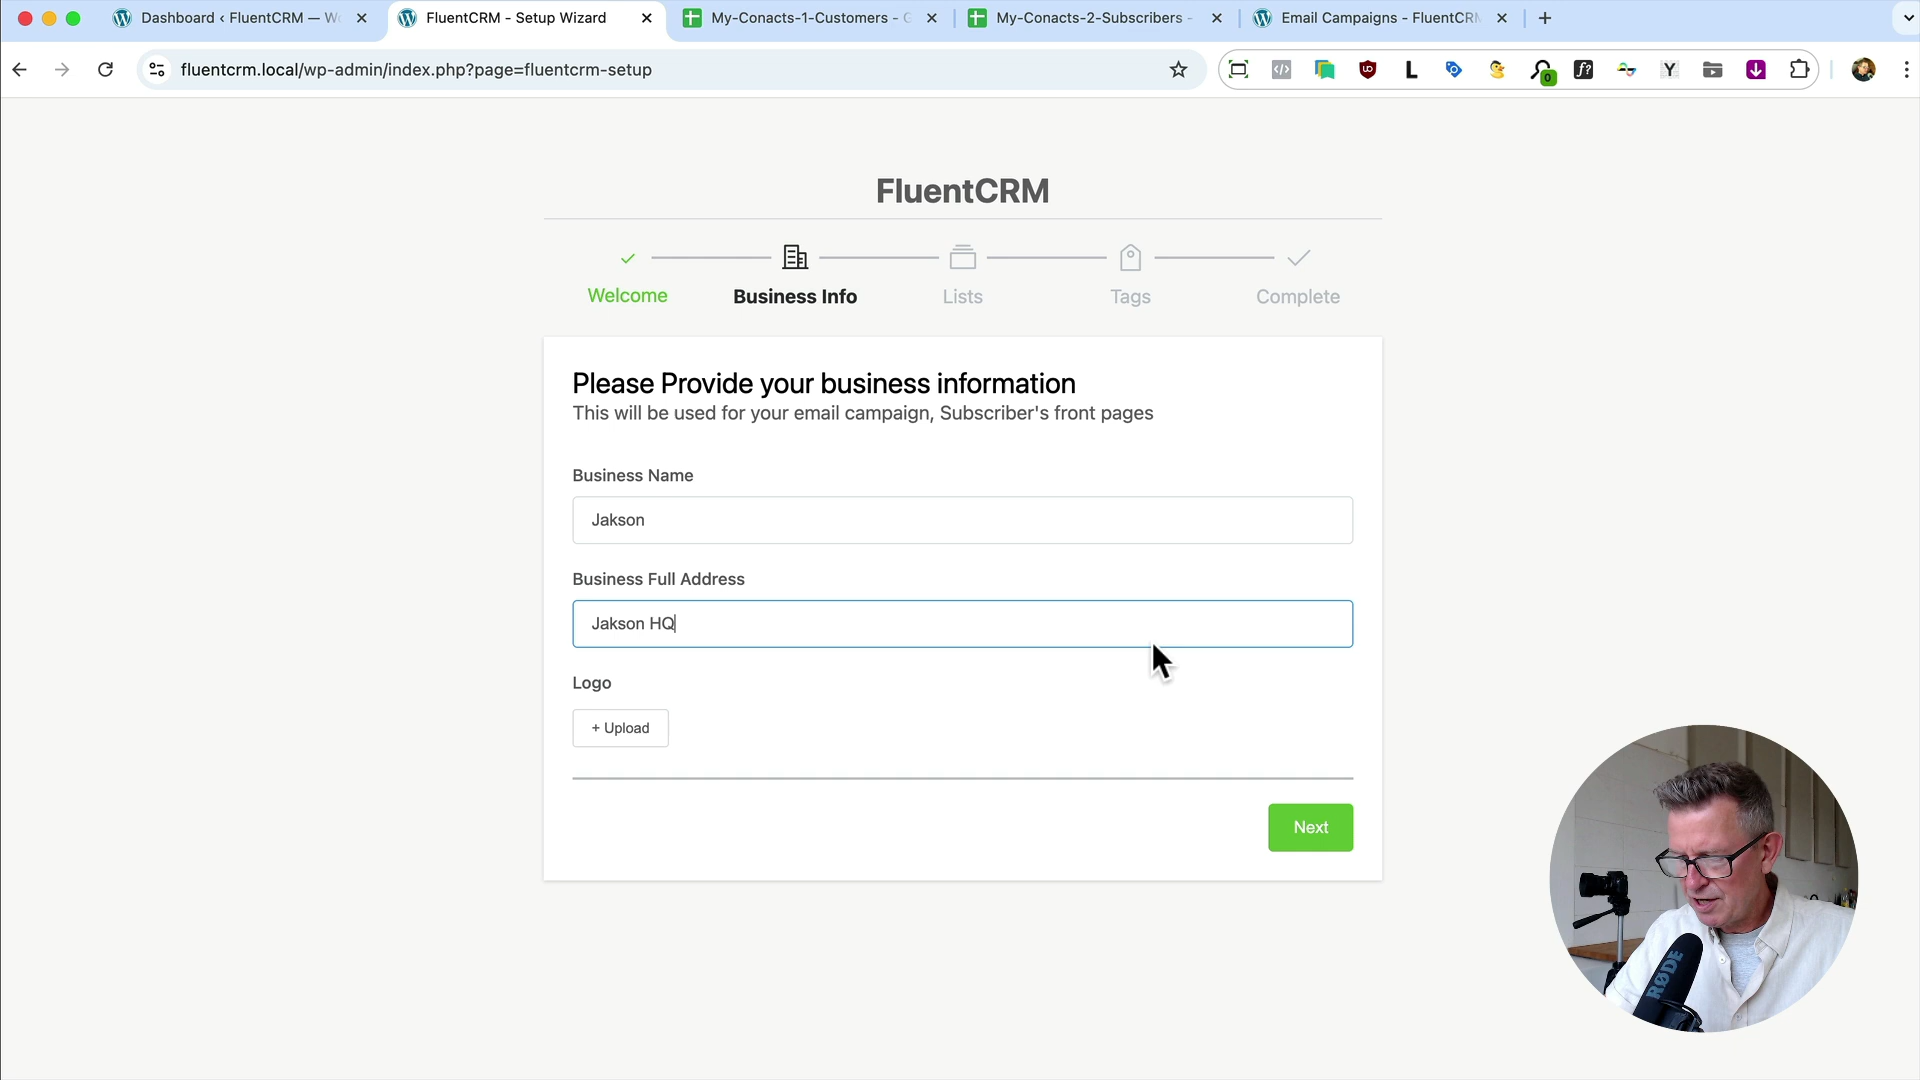 Dashboard ‹ FluentCRM — W
FluentCRM - Setup Wizard
My-Conacts-1-Customers - G
My-Conacts-2-Subscribers -
Email Campaigns - FluentCRM
fluentcrm.local/wp-admin/index.php?page=fluentcrm-setup
FluentCRM
Welcome
Business Info
Lists
Tags
Complete
Please Provide your business information
This will be used for your email campaign, Subscriber's front pages
Business Name
Jakson
Business Full Address
Jakson HQ
Logo
+ Upload
Next
RØDE